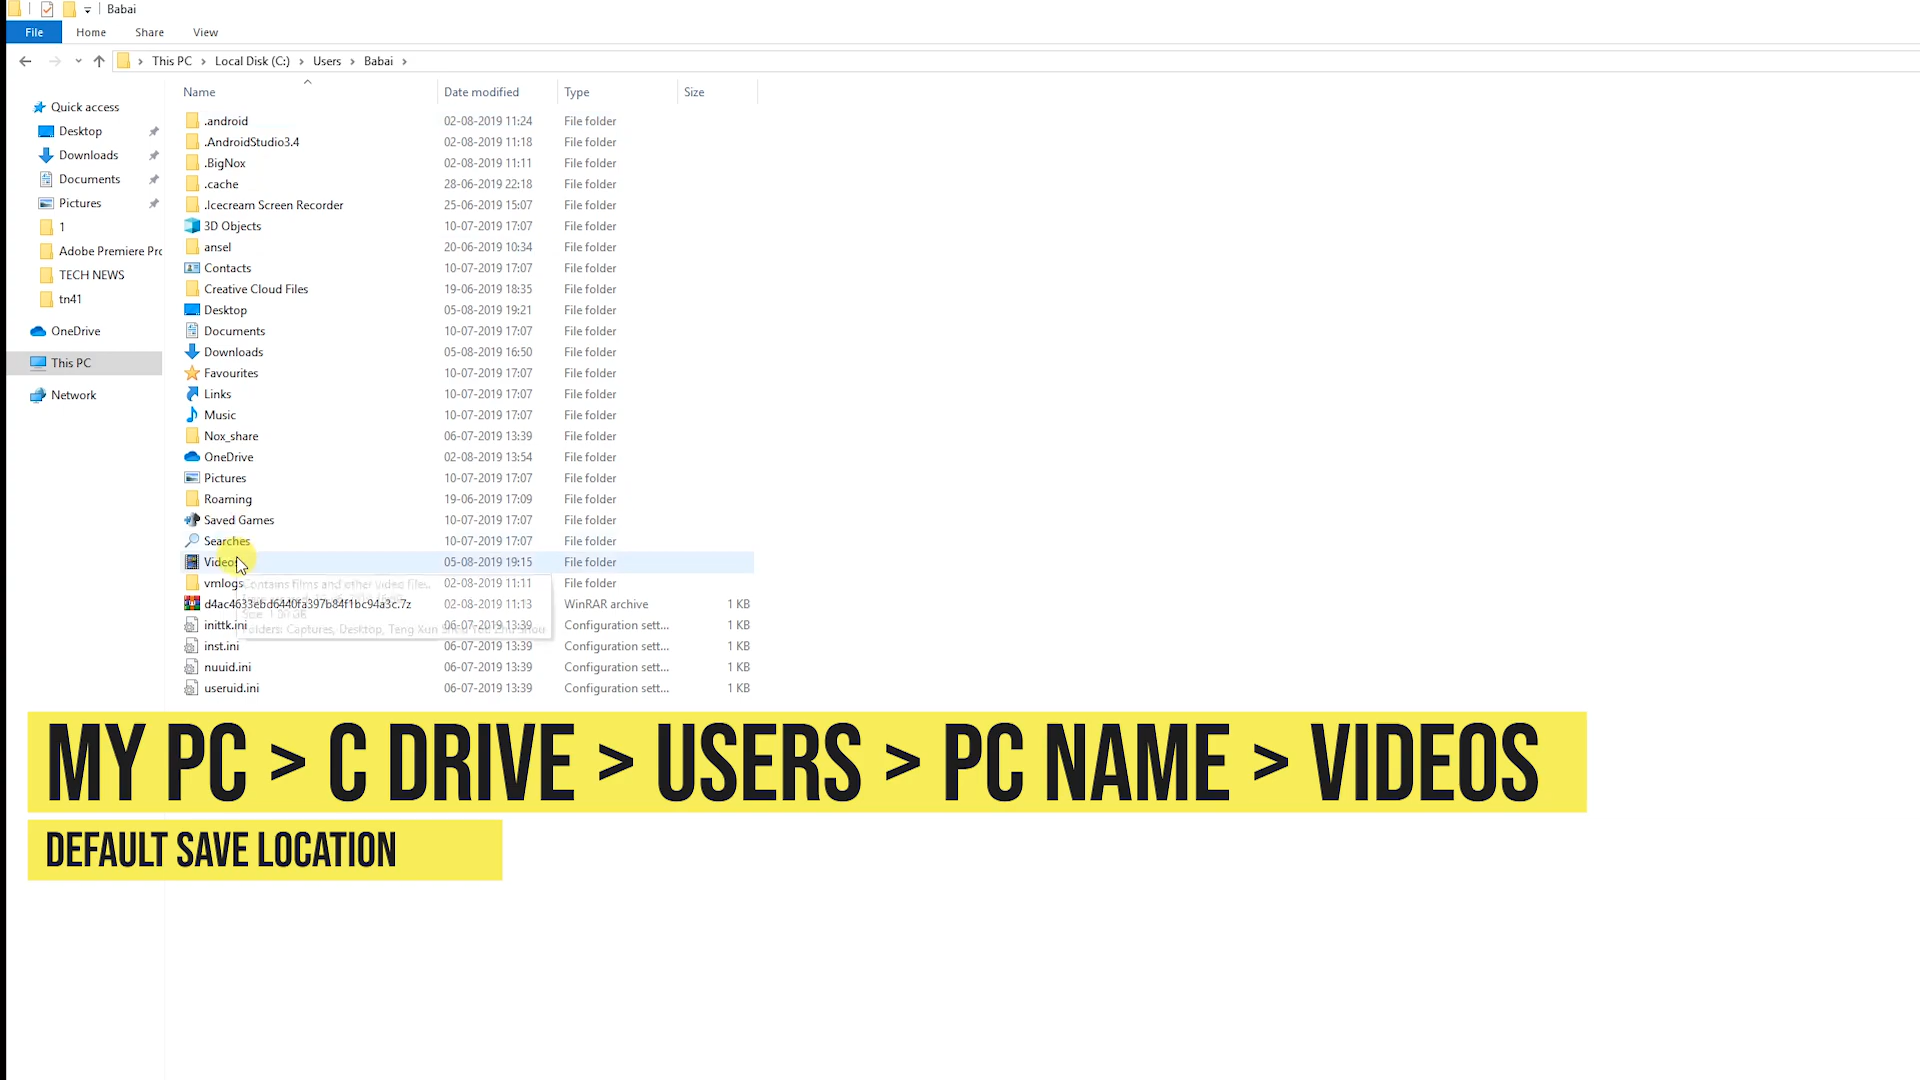 Babai
File Home Share View
This PC > Local Disk (C:) > Users > Babai >
Name Date modified Type Size
Quick access
Desktop
Downloads
Documents
Pictures
1
Adobe Premiere Pro
TECH NEWS
tn41
OneDrive
This PC
Network
.android 02-08-2019 11:24 File folder
.AndroidStudio3.4 02-08-2019 11:18 File folder
.BigNox 02-08-2019 11:11 File folder
.cache 28-06-2019 22:18 File folder
.Icecream Screen Recorder 25-06-2019 15:07 File folder
3D Objects 10-07-2019 17:07 File folder
ansel 20-06-2019 10:34 File folder
Contacts 10-07-2019 17:07 File folder
Creative Cloud Files 19-06-2019 18:35 File folder
Desktop 05-08-2019 19:21 File folder
Documents 10-07-2019 17:07 File folder
Downloads 05-08-2019 16:50 File folder
Favourites 10-07-2019 17:07 File folder
Links 10-07-2019 17:07 File folder
Music 10-07-2019 17:07 File folder
Nox_share 06-07-2019 13:39 File folder
OneDrive 02-08-2019 13:54 File folder
Pictures 10-07-2019 17:07 File folder
Roaming 19-06-2019 17:09 File folder
Saved Games 10-07-2019 17:07 File folder
Searches 10-07-2019 17:07 File folder
Videos 05-08-2019 19:15 File folder
vmlogs 02-08-2019 11:11 File folder
Contains films and other video files.
d4ac4633ebd6440fa397b84f1bc94a3c.7z 02-08-2019 11:13 WinRAR archive 1 KB
inittk.ini 06-07-2019 13:39 Configuration sett... 1 KB
Folders: Captures, Desktop, Teng Xun
inst.ini 06-07-2019 13:39 Configuration sett... 1 KB
nuuid.ini 06-07-2019 13:39 Configuration sett... 1 KB
useruid.ini 06-07-2019 13:39 Configuration sett... 1 KB
MY PC > C DRIVE > USERS > PC NAME > VIDEOS
DEFAULT SAVE LOCATION